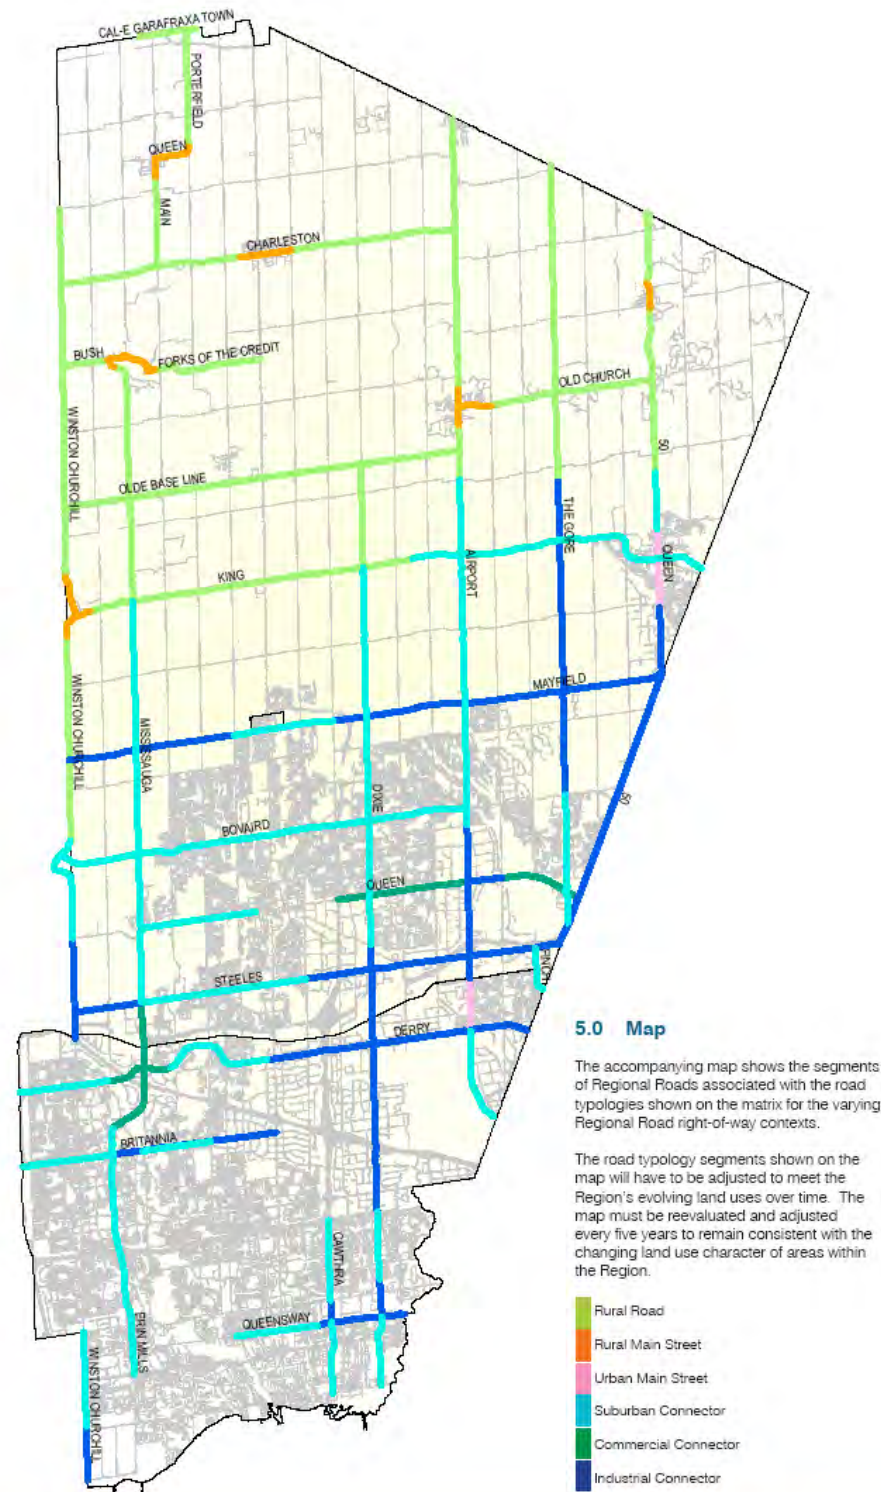 CAL-E GARAFRAXA TOWN
PORTERFIELD
QUEEN
MAIN
CHARLESTON
BUSH
FORKS OF THE CREDIT
OLD CHURCH
WINSTON CHURCHILL
50
OLDE BASE LINE
THE GORE
KING
AIRPORT
QUEEN
MAYFIELD
WINSTON CHURCHILL
MISSISSAUGA
DIXIE
50
BOVAIRD
QUEEN
STEELES
FINCH
DERRY
BRITANNIA
CAWTHRA
QUEENSWAY
ERIN MILLS
WINSTON CHURCHILL
5.0 Map
The accompanying map shows the segments
of Regional Roads associated with the road
typologies shown on the matrix for the varying
Regional Road right-of-way contexts.
The road typology segments shown on the
map will have to be adjusted to meet the
Region's evolving land uses over time. The
map must be reevaluated and adjusted
every five years to remain consistent with the
changing land use character of areas within
the Region.
Rural Road
Rural Main Street
Urban Main Street
Suburban Connector
Commercial Connector
Industrial Connector